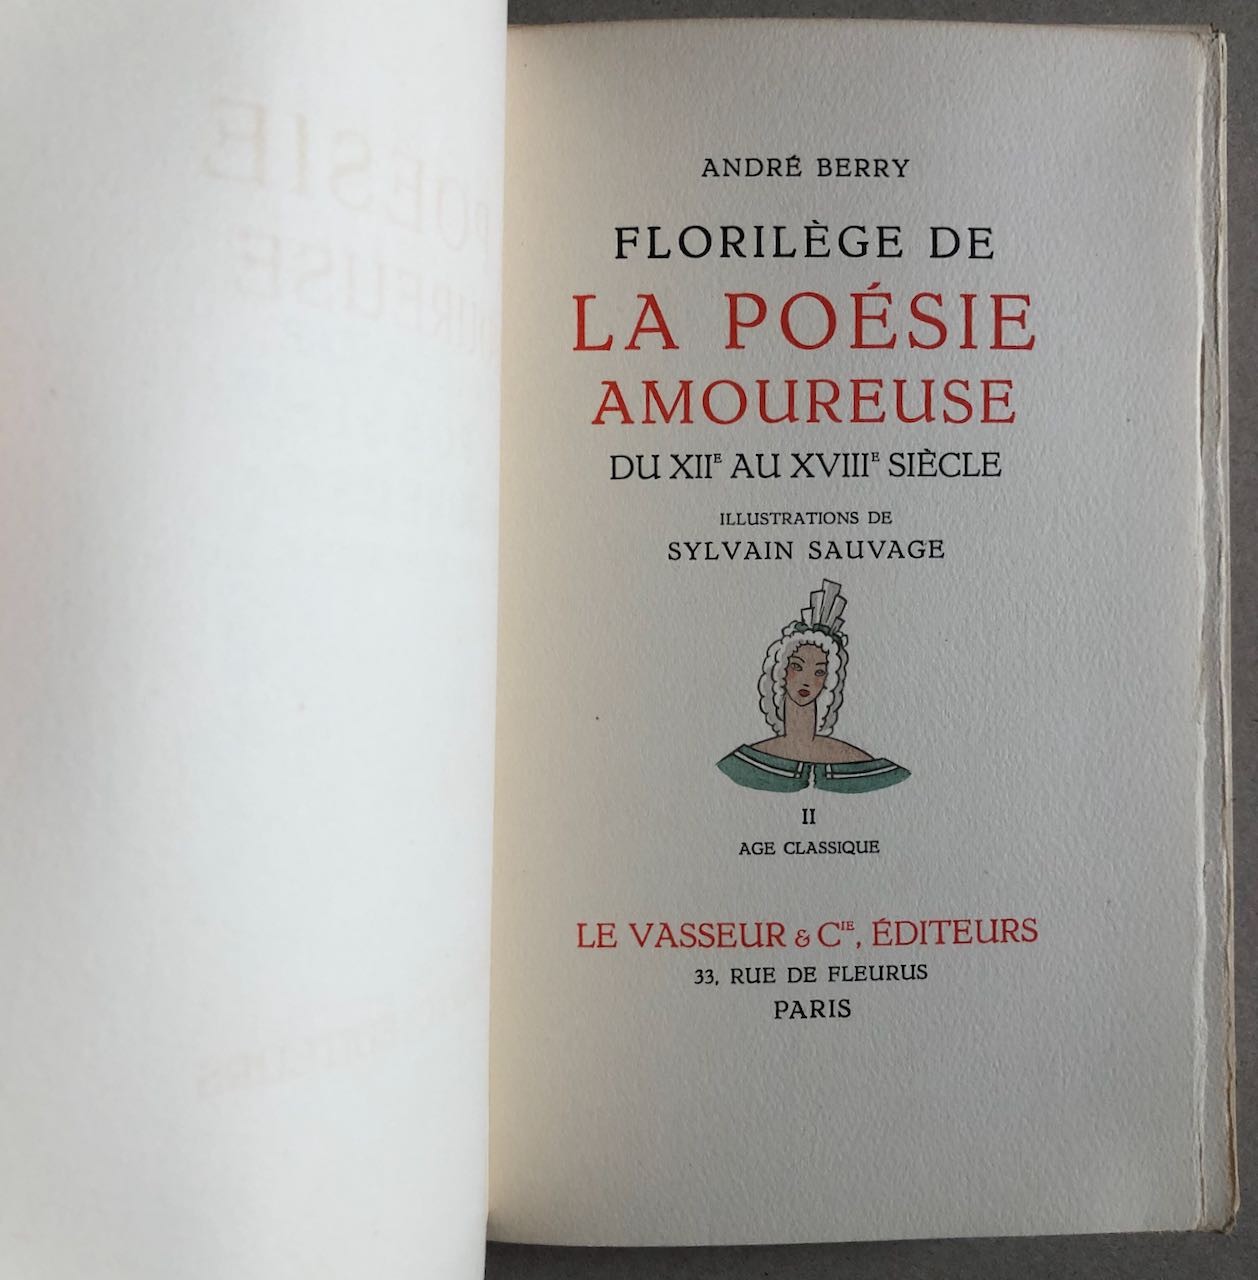 POÉSIE
ANDRÉ BERRY
FLORILÈGE DE
LA POÉSIE
AMOUREUSE
DU XIIE AU XVIIIE SIÈCLE
ILLUSTRATIONS DE
SYLVAIN SAUVAGE
II
AGE CLASSIQUE
LE VASSEUR & CIE, ÉDITEURS
33, RUE DE FLEURUS
PARIS